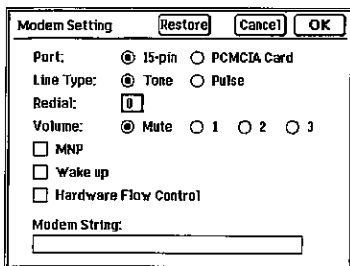 Modem Setting Restore Cancel OK
Port: 15-pin PCMCIA Card
Line Type: Tone Pulse
Redial: 0
Volume: Mute 1 2 3
MNP
Wake up
Hardware Flow Control
Modem String: